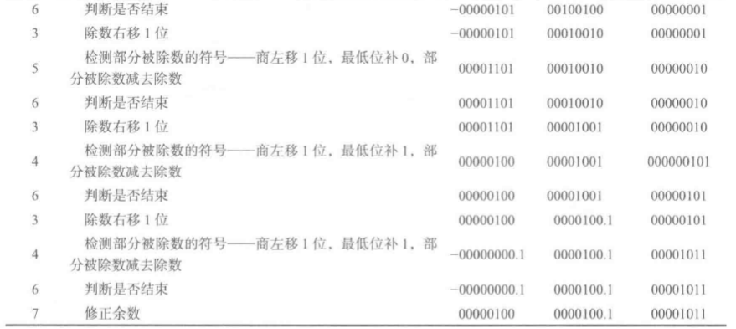 6 判断是否结束 -00000101 00100100 00000001
3 除数右移1位 -00000101 00010010 00000001
5 检测部分被除数的符号——商左移1位，最低位补0，部分被除数减去除数 00001101 00010010 00000010
6 判断是否结束 00001101 00010010 00000010
3 除数右移1位 00001101 00001001 00000010
4 检测部分被除数的符号——商左移1位，最低位补1，部分被除数减去除数 00000100 00001001 000000101
6 判断是否结束 00000100 00001001 00000101
3 除数右移1位 00000100 0000100.1 00000101
4 检测部分被除数的符号——商左移1位，最低位补1，部分被除数减去除数 -00000000.1 0000100.1 00001011
6 判断是否结束 -00000000.1 0000100.1 00001011
7 修正余数 00000100 0000100.1 00001011